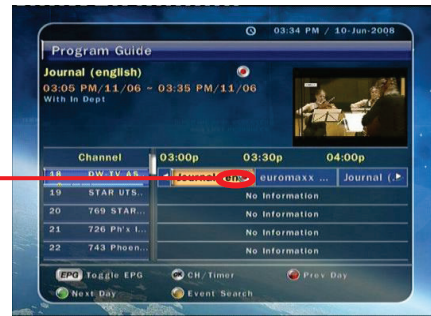 03:34 PM / 10-Jun-2008
Program Guide
Journal (english)
03:05 PM/11/06 ~ 03:35 PM/11/06
With In Dept
Channel 03:00p 03:30p 04:00p
18 DW-TV AS.. Journal en euromaxx ... Journal (.
19 STAR UTS.. No Information
20 769 STAR... No Information
21 726 Ph'x I... No Information
22 743 Phoen... No Information
EPG Toggle EPG OK CH/Timer Prev Day
Next Day Event Search